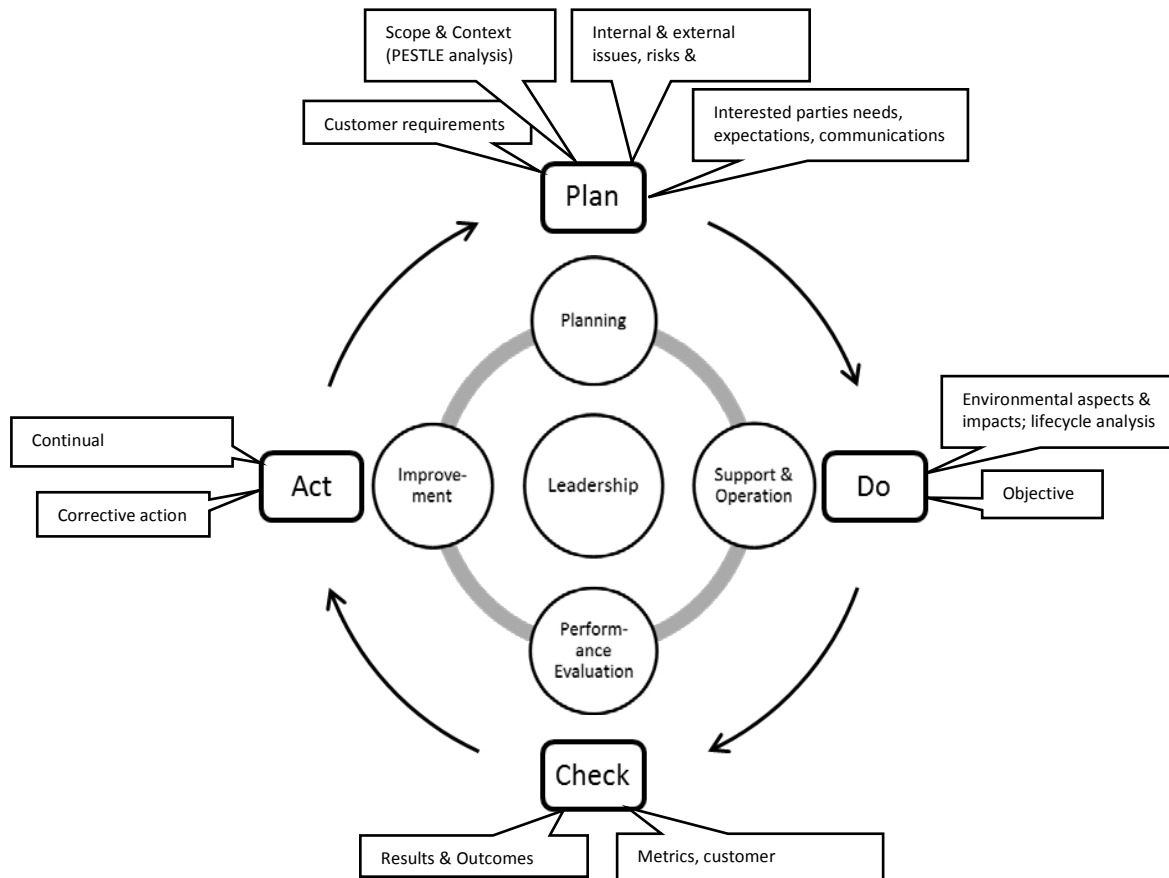 Scope & Context
(PESTLE analysis)
Internal & external
issues, risks &
Customer requirements
Interested parties needs,
expectations, communications
Plan
Planning
Environmental aspects &
impacts; lifecycle analysis
Continual
Act
Improve-
ment
Leadership
Support &
Operation
Do
Objective
Corrective action
Perform-
ance
Evaluation
Check
Results & Outcomes
Metrics, customer